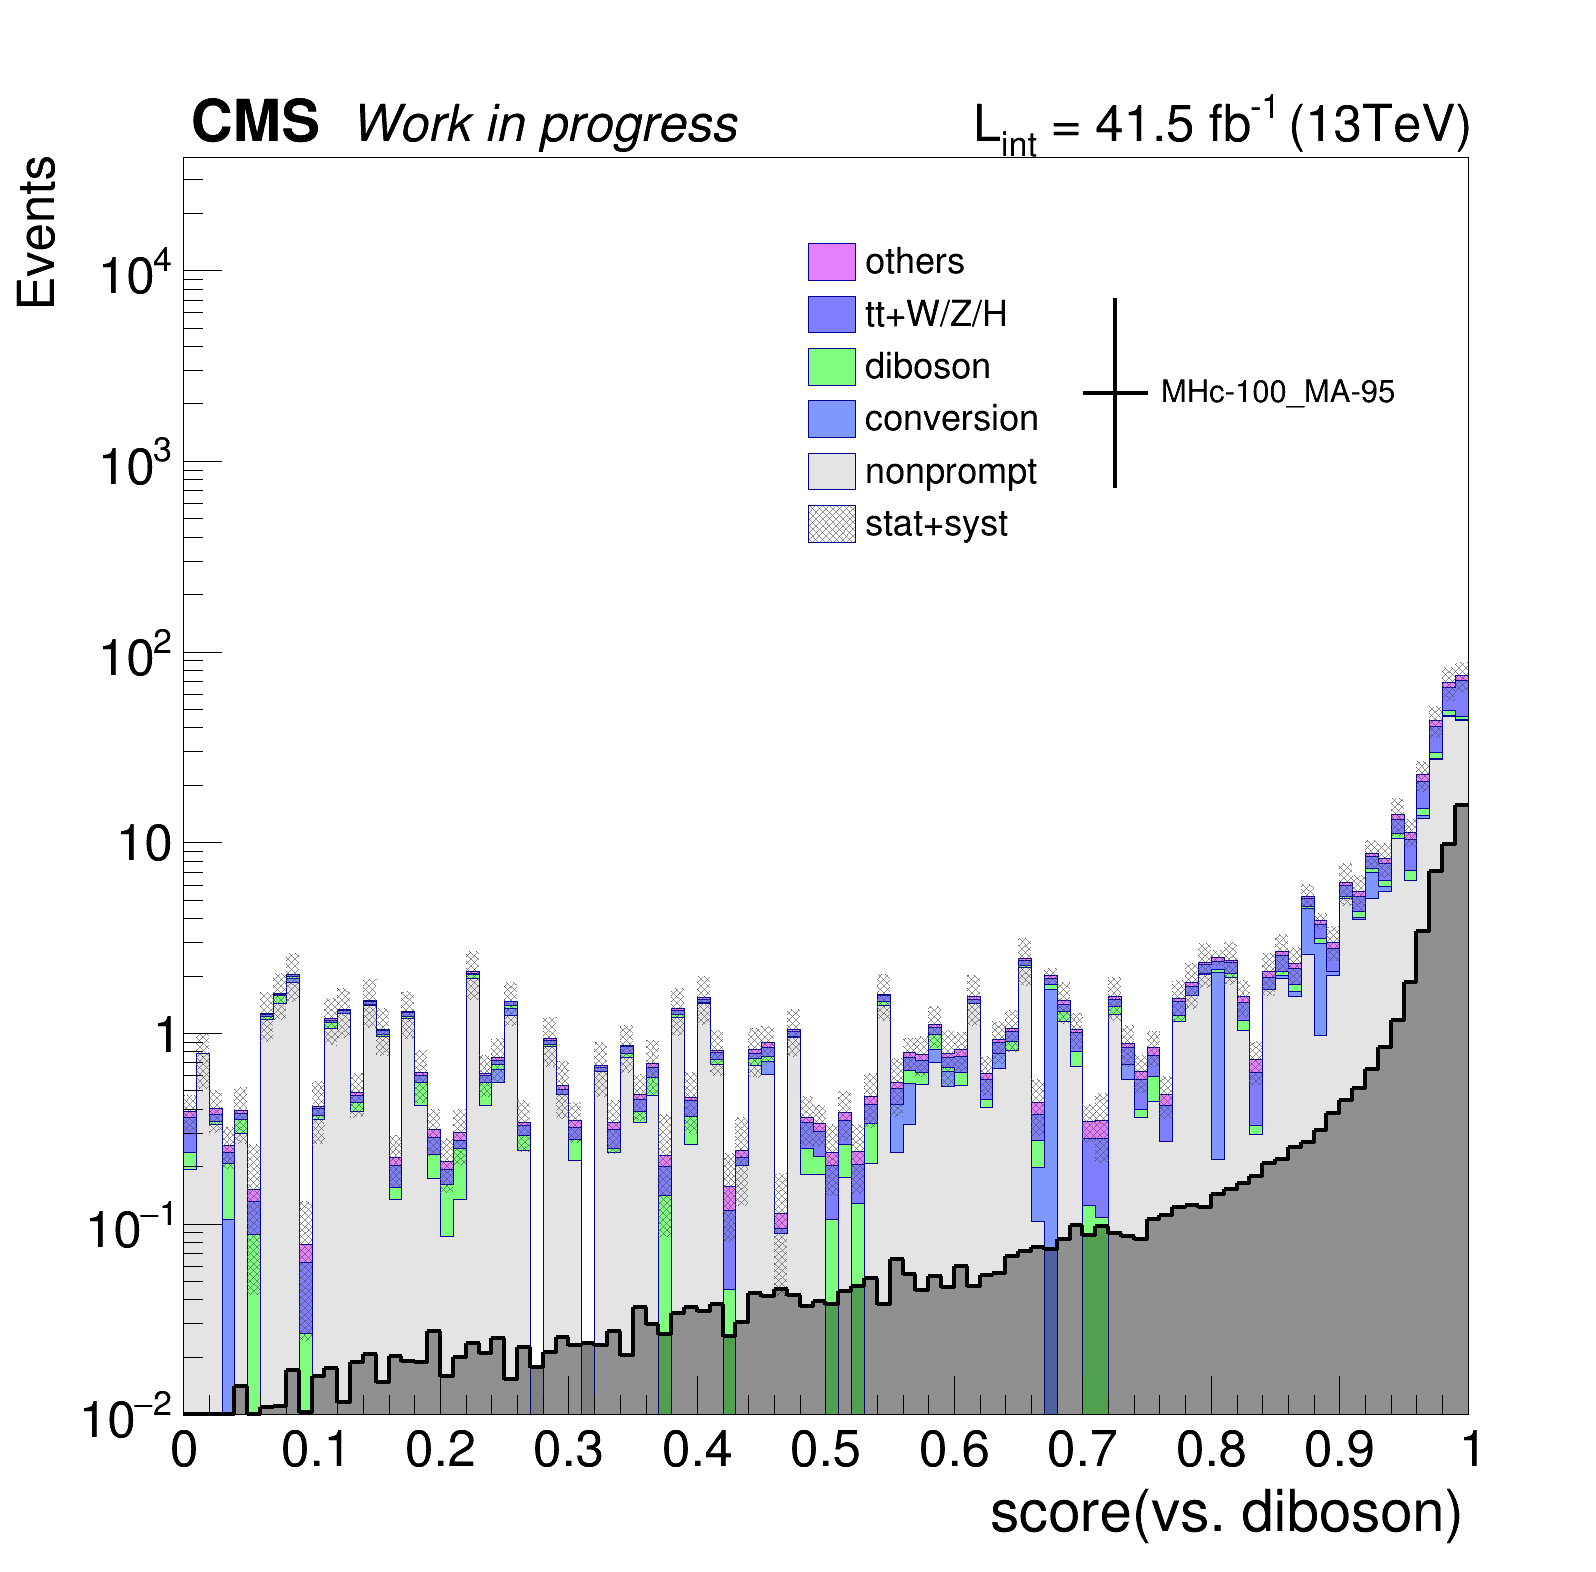 CMS Work in progress L_int = 41.5 fb^-1 (13TeV)
Events
10^4
10^3
10^2
10
1
10^−1
10^−2
others
tt+W/Z/H
diboson
conversion
nonprompt
stat+syst
MHc-100_MA-95
0 0.1 0.2 0.3 0.4 0.5 0.6 0.7 0.8 0.9 1
score(vs. diboson)